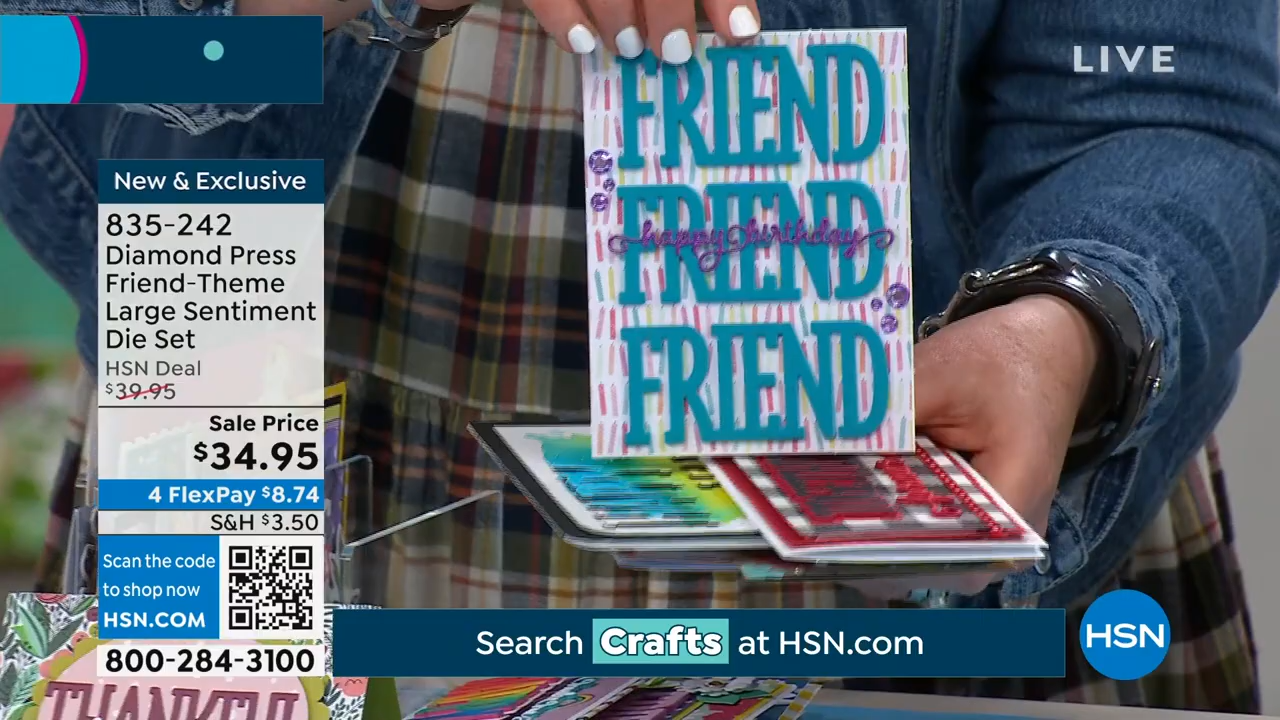 LIVE
New & Exclusive
835-242
Diamond Press
Friend-Theme
Large Sentiment
Die Set
HSN Deal
$39.95
Sale Price
$34.95
4 FlexPay $8.74
S&H $3.50
Scan the code
to shop now
HSN.COM
800-284-3100
FRIEND
FRIEND
happy birthday
FRIEND
Search Crafts at HSN.com
HSN
THANKFUL